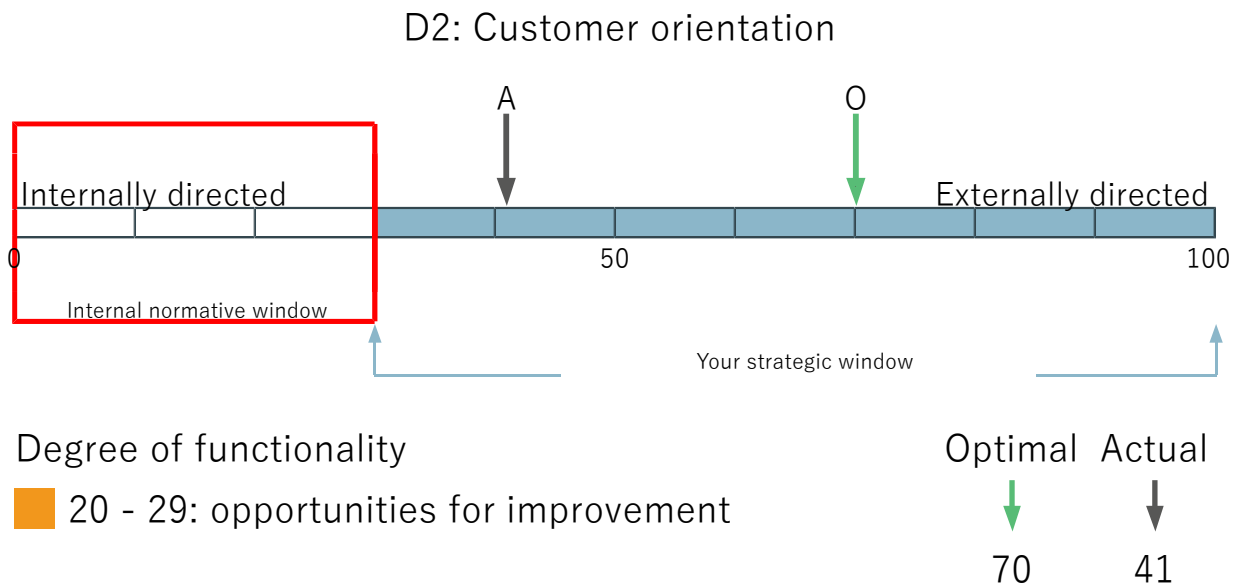 D2: Customer orientation
A O
Internally directed Externally directed
0 50 100
Internal normative window
Your strategic window
Degree of functionality
Optimal Actual
20 - 29: opportunities for improvement
70 41